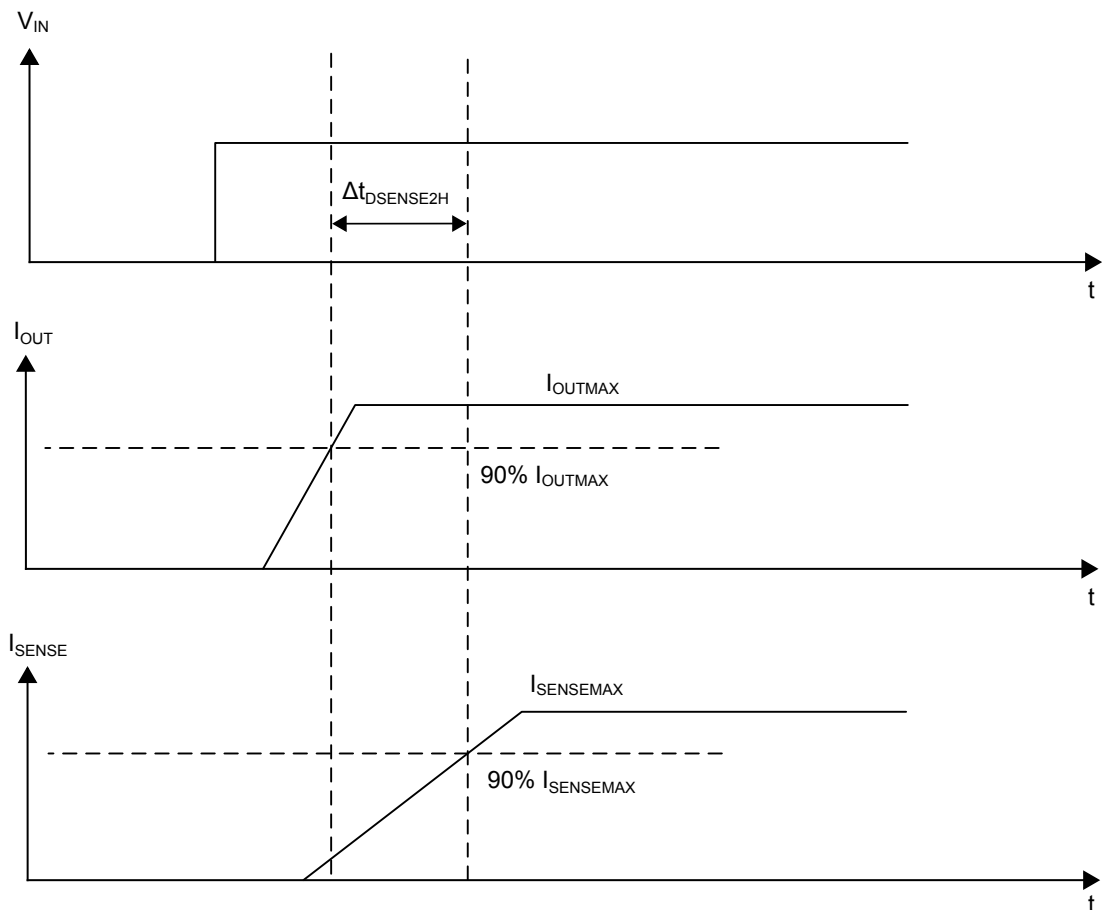 V_IN
Δt_DSENSE2H
t
I_OUT
I_OUTMAX
90% I_OUTMAX
t
I_SENSE
I_SENSEMAX
90% I_SENSEMAX
t